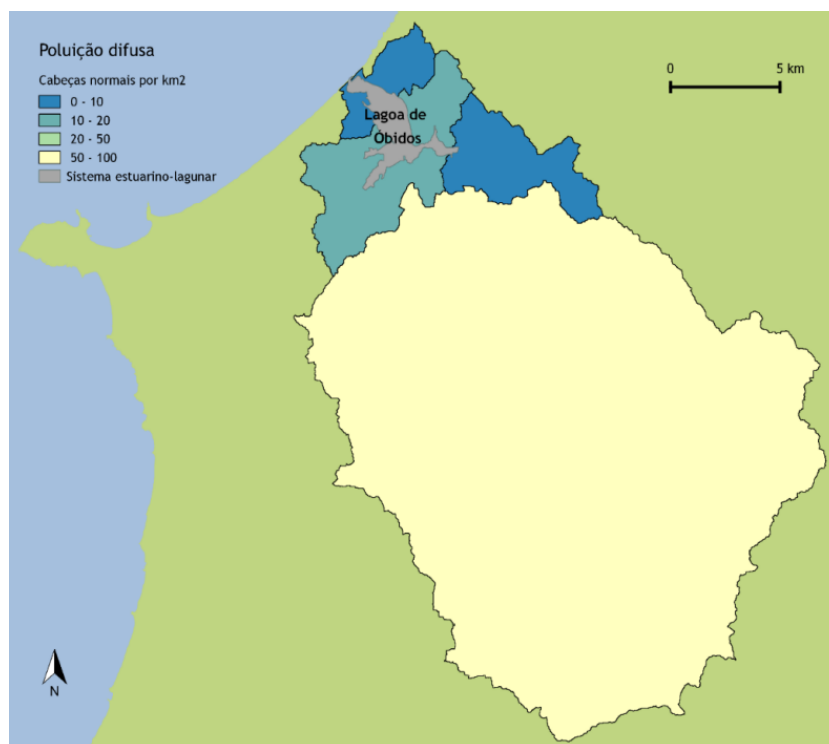 Poluição difusa
Cabeças normais por km2
0 - 10
10 - 20
20 - 50
50 - 100
Sistema estuarino-lagunar
0 5 km
Lagoa de
Óbidos
N